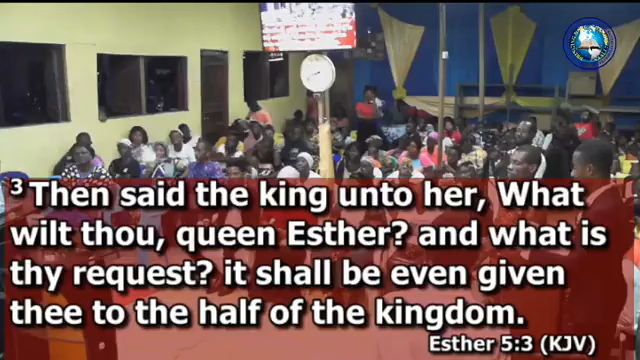 3 Then said the king unto her, What
wilt thou, queen Esther? and what is
thy request? it shall be even given
thee to the half of the kingdom.
Esther 5:3 (KJV)